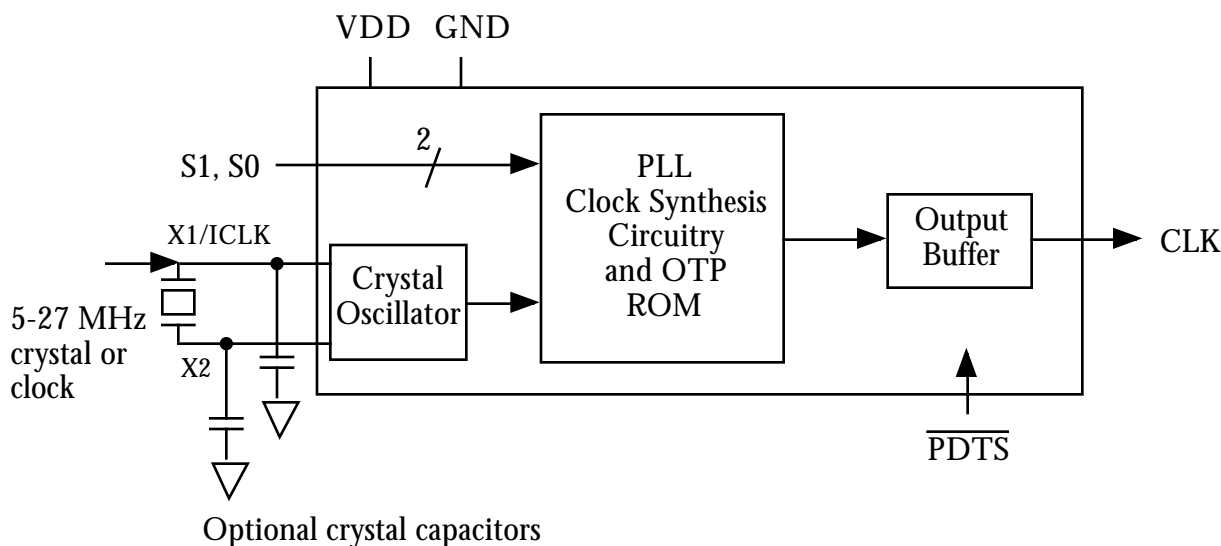 VDD GND
2
S1, S0
PLL
Clock Synthesis
Circuitry
and OTP
ROM
Output
Buffer
CLK
X1/ICLK
Crystal
Oscillator
5-27 MHz
crystal or
clock
X2
PDTS
Optional crystal capacitors